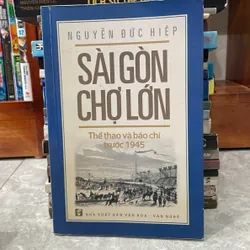 NGUYỄN ĐỨC HIỆP
SÀI GÒN
CHỢ LỚN
Thể thao và báo chí
trước 1945
NHÀ XUẤT BẢN VĂN HÓA - VĂN NGHỆ